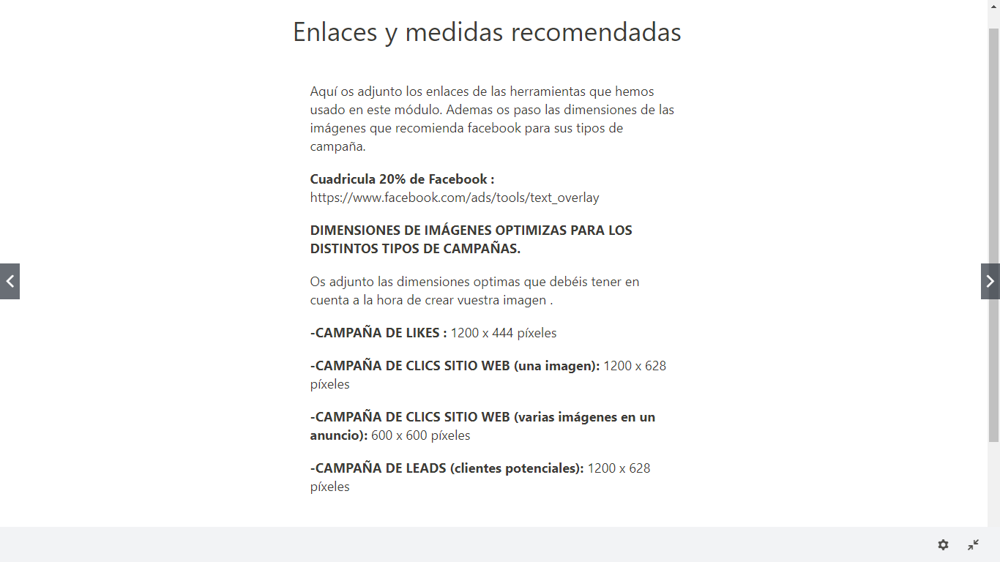 Enlaces y medidas recomendadas
Aquí os adjunto los enlaces de las herramientas que hemos
usado en este módulo. Ademas os paso las dimensiones de las
imágenes que recomienda facebook para sus tipos de
campaña.
Cuadricula 20% de Facebook :
https://www.facebook.com/ads/tools/text_overlay
DIMENSIONES DE IMÁGENES OPTIMIZAS PARA LOS
DISTINTOS TIPOS DE CAMPAÑAS.
Os adjunto las dimensiones optimas que debéis tener en
cuenta a la hora de crear vuestra imagen .
-CAMPAÑA DE LIKES : 1200 x 444 píxeles
-CAMPAÑA DE CLICS SITIO WEB (una imagen): 1200 x 628
píxeles
-CAMPAÑA DE CLICS SITIO WEB (varias imágenes en un
anuncio): 600 x 600 píxeles
-CAMPAÑA DE LEADS (clientes potenciales): 1200 x 628
píxeles